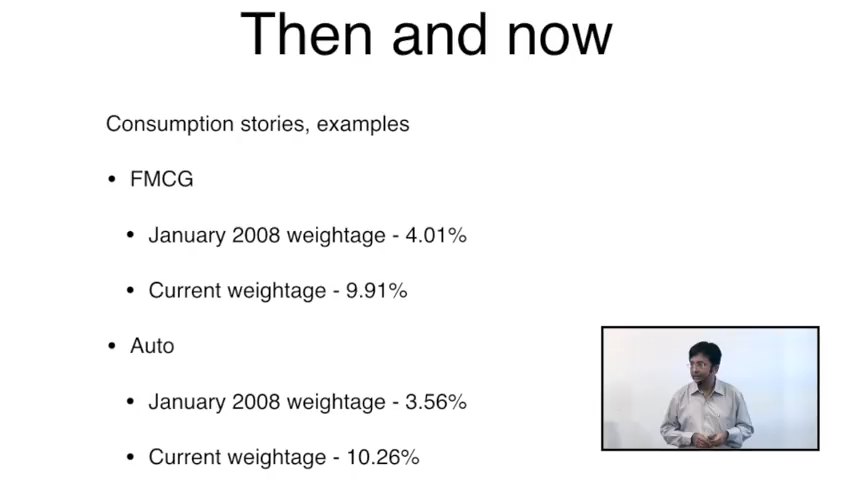 Then and now
Consumption stories, examples
• FMCG
• January 2008 weightage - 4.01%
• Current weightage - 9.91%
• Auto
• January 2008 weightage - 3.56%
• Current weightage - 10.26%